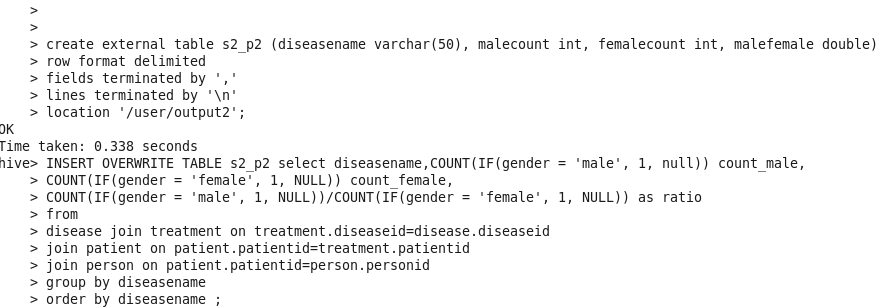 >
>
> create external table s2_p2 (diseasename varchar(50), malecount int, femalecount int, malefemale double)
> row format delimited
> fields terminated by ','
> lines terminated by '\n'
> location '/user/output2';
OK
Time taken: 0.338 seconds
hive> INSERT OVERWRITE TABLE s2_p2 select diseasename,COUNT(IF(gender = 'male', 1, null)) count_male,
> COUNT(IF(gender = 'female', 1, NULL)) count_female,
> COUNT(IF(gender = 'male', 1, NULL))/COUNT(IF(gender = 'female', 1, NULL)) as ratio
> from
> disease join treatment on treatment.diseaseid=disease.diseaseid
> join patient on patient.patientid=treatment.patientid
> join person on patient.patientid=person.personid
> group by diseasename
> order by diseasename ;